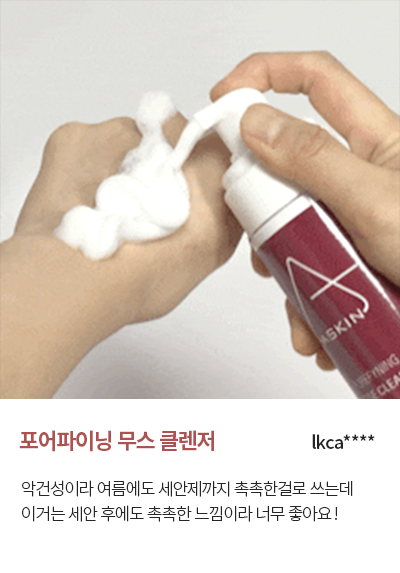 ASKIN
포어파이닝 무스 클렌저
lkca****
악건성이라 여름에도 세안제까지 촉촉한걸로 쓰는데
이거는 세안 후에도 촉촉한 느낌이라 너무 좋아요!